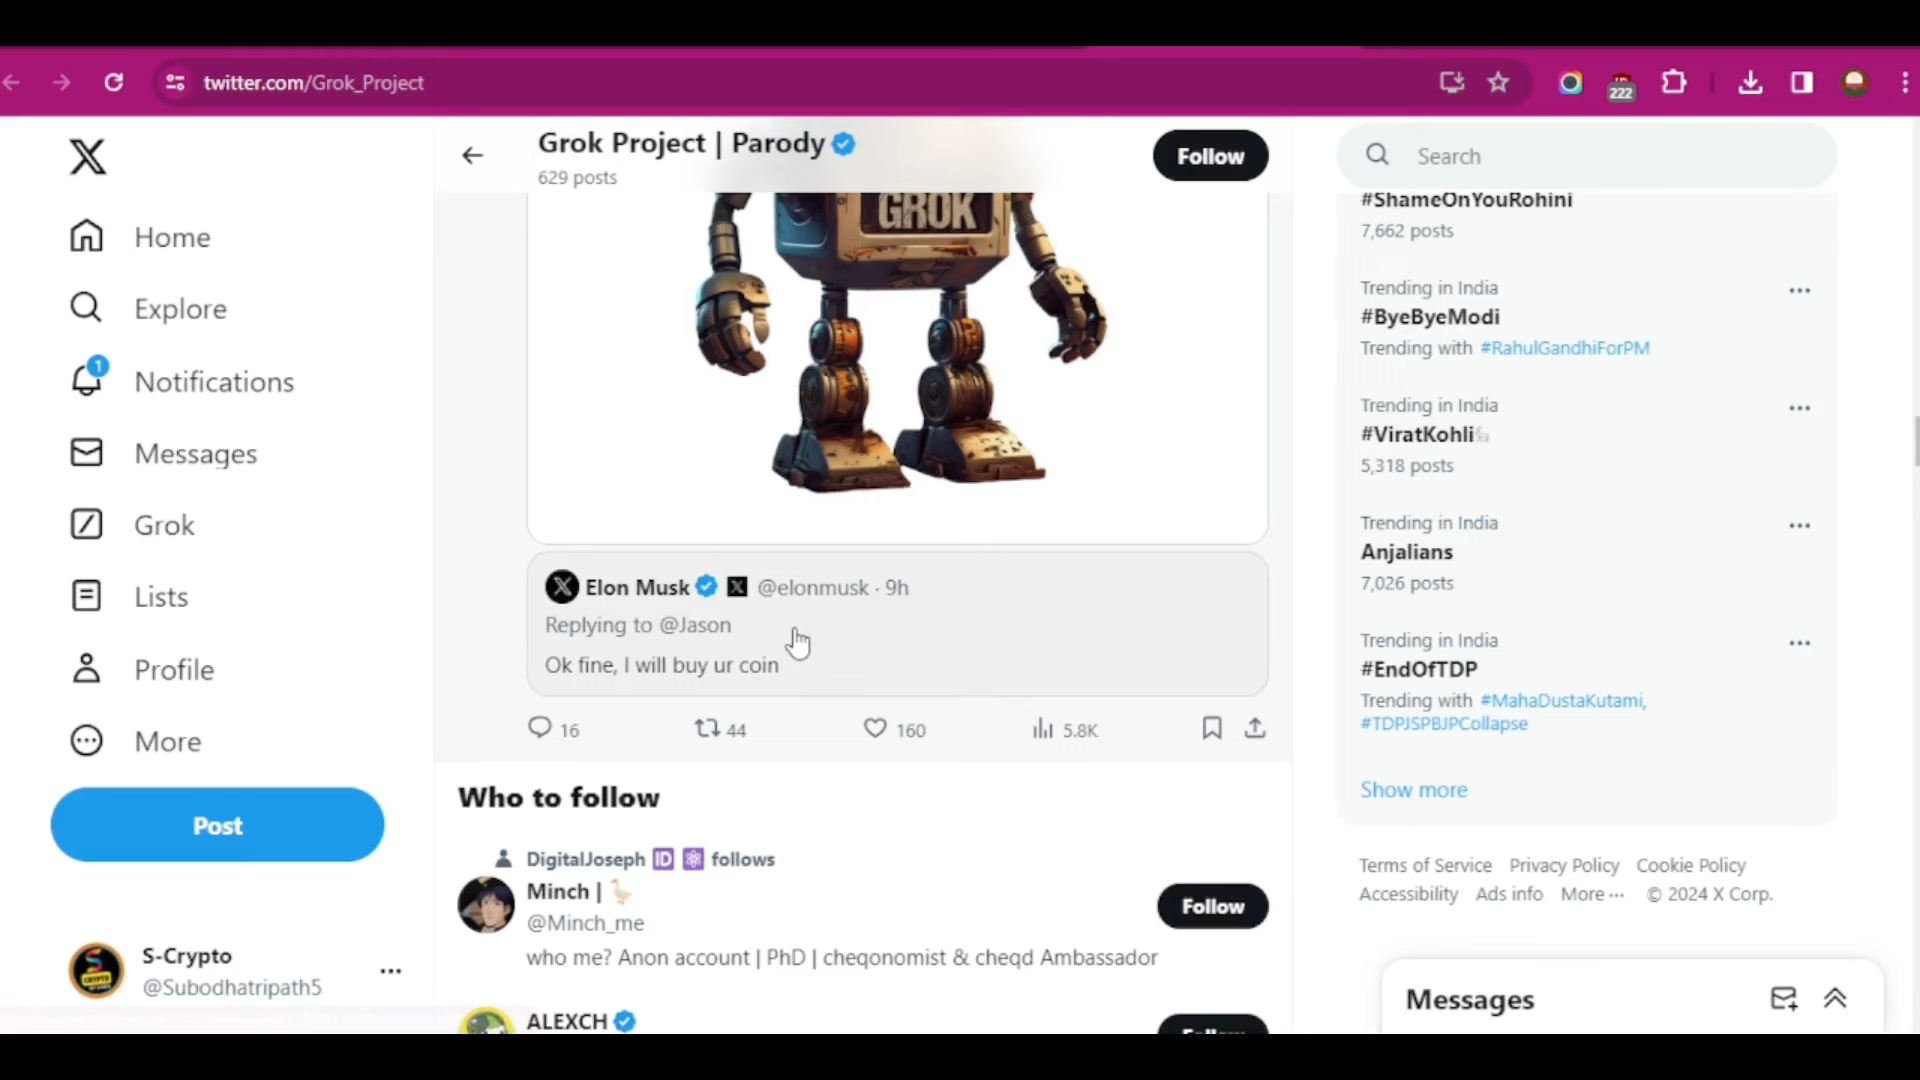 twitter.com/Grok_Project
222
Home
Explore
1
Notifications
Messages
Grok
Lists
Profile
More
Post
S-Crypto
@Subodhatripath5
Grok Project | Parody
629 posts
Follow
GROK
Elon Musk @elonmusk · 9h
Replying to @Jason
Ok fine, I will buy ur coin
16 44 160 5.8K
Who to follow
DigitalJoseph ID follows
Minch |
@Minch_me
Follow
who me? Anon account | PhD | cheqonomist & cheqd Ambassador
ALEXCH
Follow
Search
#ShameOnYouRohini
7,662 posts
Trending in India
#ByeByeModi
Trending with #RahulGandhiForPM
Trending in India
#ViratKohli
5,318 posts
Trending in India
Anjalians
7,026 posts
Trending in India
#EndOfTDP
Trending with #MahaDustaKutami,
#TDPJSPBJPCollapse
Show more
Terms of Service Privacy Policy Cookie Policy
Accessibility Ads info More ··· © 2024 X Corp.
Messages